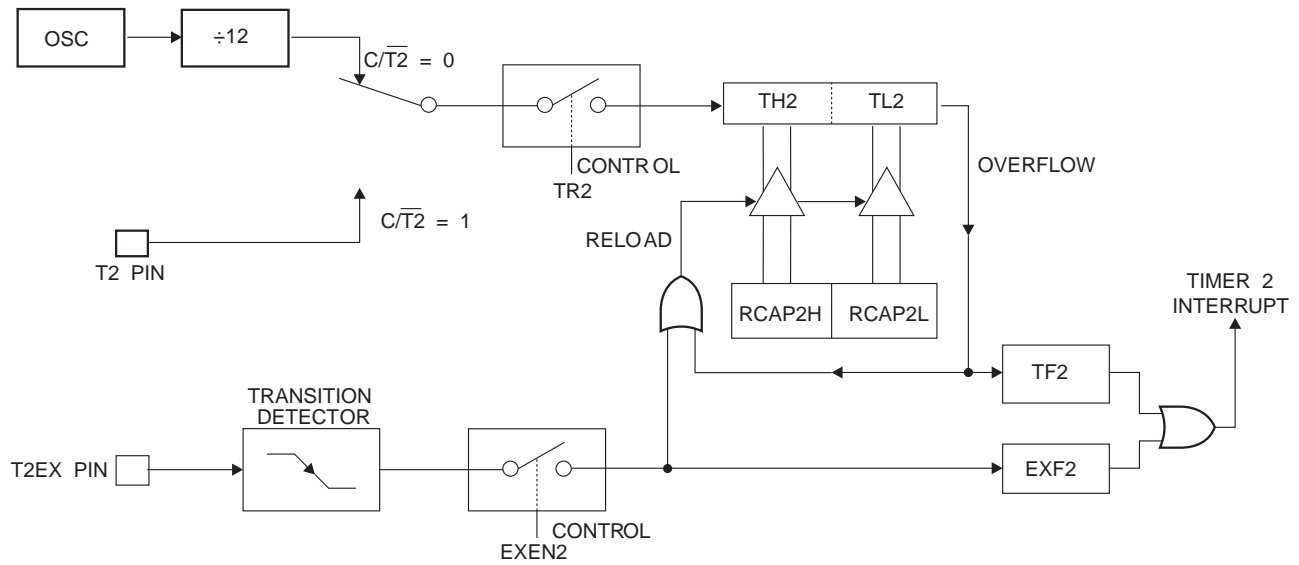 OSC
÷12
C/T2 = 0
TH2
TL2
CONTROL
TR2
OVERFLOW
C/T2 = 1
RELOAD
T2 PIN
TIMER 2
INTERRUPT
RCAP2H
RCAP2L
TF2
TRANSITION
DETECTOR
T2EX PIN
EXF2
CONTROL
EXEN2